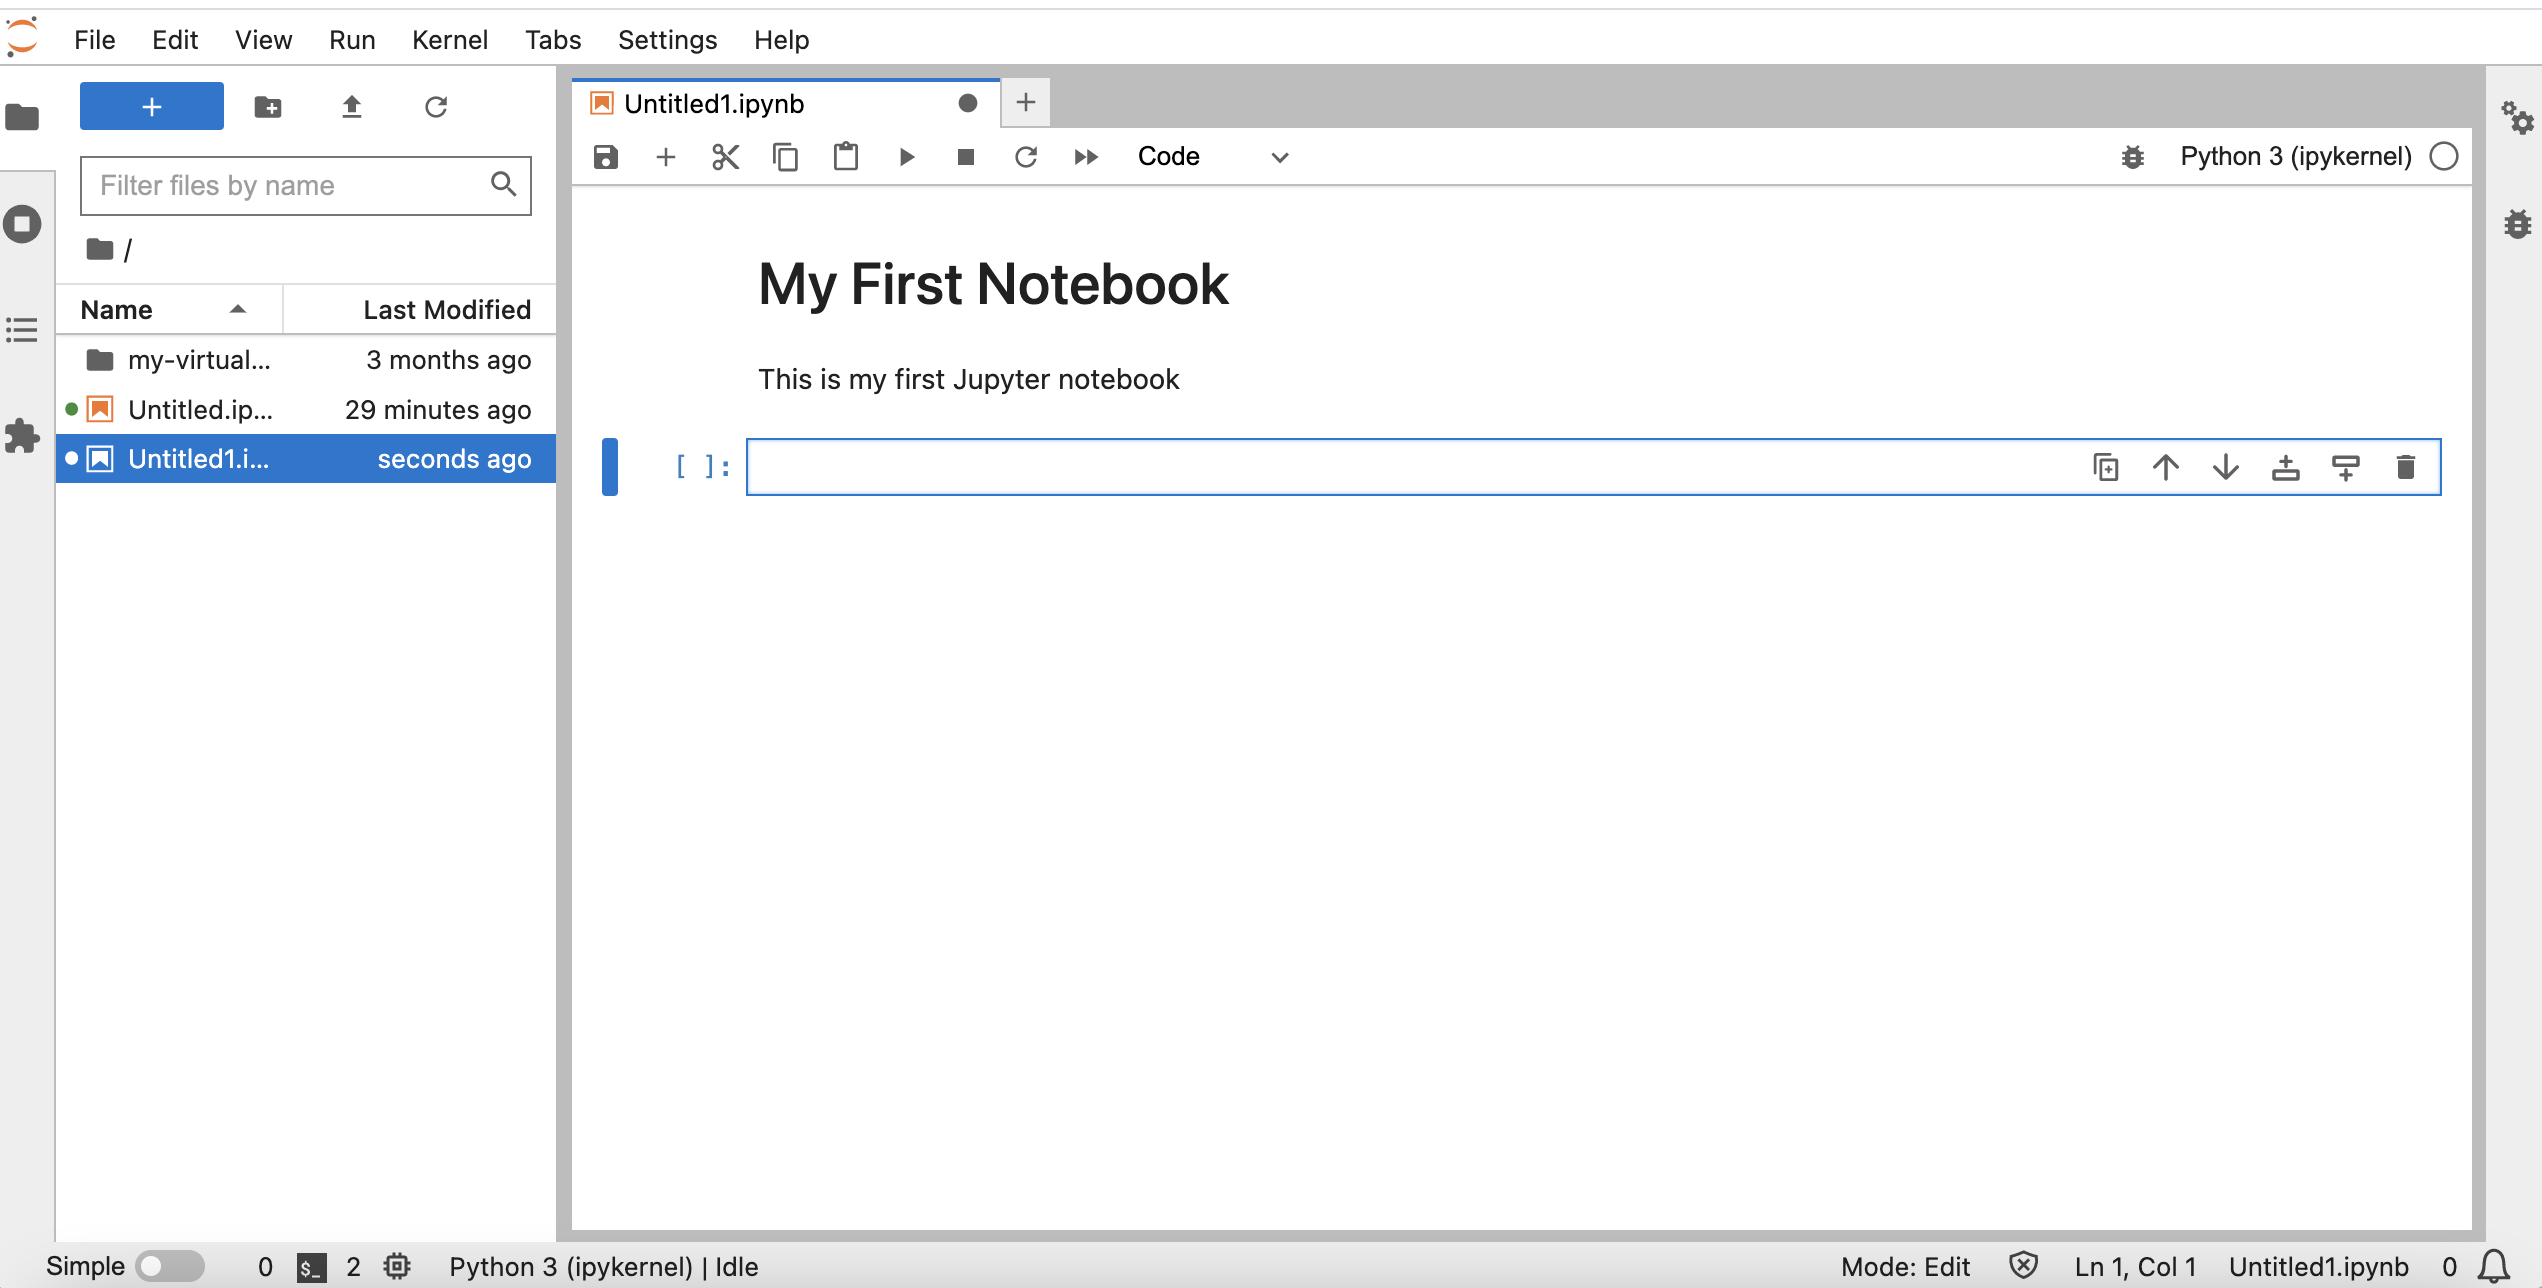 File Edit View Run Kernel Tabs Settings Help
Untitled1.ipynb
Code
Python 3 (ipykernel)
Filter files by name
/
Name Last Modified
my-virtual... 3 months ago
Untitled.ip... 29 minutes ago
Untitled1.i... seconds ago
My First Notebook
This is my first Jupyter notebook
[ ]:
Simple 0 $_ 2 Python 3 (ipykernel) | Idle Mode: Edit Ln 1, Col 1 Untitled1.ipynb 0